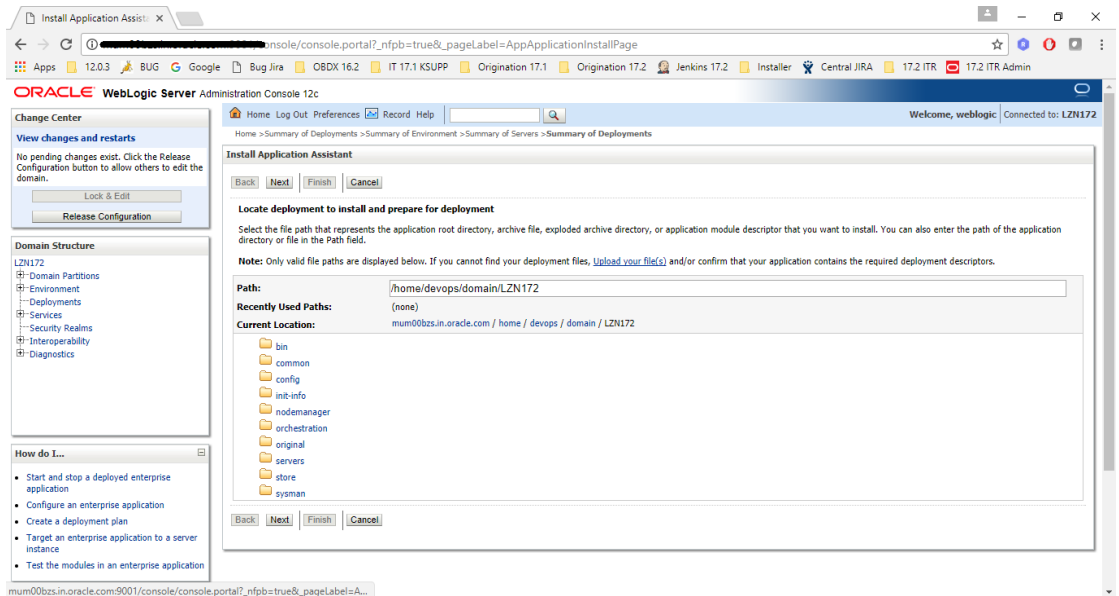 Install Application Assista
console/console.portal?_nfpb=true&_pageLabel=AppApplicationInstallPage
Apps 12.0.3 BUG Google Bug Jira OBDX 16.2 IT 17.1 KSUPP Origination 17.1 Origination 17.2 Jenkins 17.2 Installer Central JIRA 17.2 ITR 17.2 ITR Admin
ORACLE WebLogic Server Administration Console 12c
Change Center
View changes and restarts
No pending changes exist. Click the Release
Configuration button to allow others to edit the
domain.
Lock & Edit
Release Configuration
Domain Structure
LZN172
Domain Partitions
Environment
Deployments
Services
Security Realms
Interoperability
Diagnostics
How do I...
Start and stop a deployed enterprise
application
Configure an enterprise application
Create a deployment plan
Target an enterprise application to a server
instance
Test the modules in an enterprise application
Home Log Out Preferences Record Help
Welcome, weblogic Connected to: LZN172
Home >Summary of Deployments >Summary of Environment >Summary of Servers >Summary of Deployments
Install Application Assistant
Back Next Finish Cancel
Locate deployment to install and prepare for deployment
Select the file path that represents the application root directory, archive file, exploded archive directory, or application module descriptor that you want to install. You can also enter the path of the application
directory or file in the Path field.
Note: Only valid file paths are displayed below. If you cannot find your deployment files, Upload your file(s) and/or confirm that your application contains the required deployment descriptors.
Path: /home/devops/domain/LZN172
Recently Used Paths: (none)
Current Location: mum00bzs.in.oracle.com / home / devops / domain / LZN172
bin
common
config
init-info
nodemanager
orchestration
original
servers
store
sysman
Back Next Finish Cancel
mum00bzs.in.oracle.com:9001/console/console.portal?_nfpb=true&_pageLabel=A...